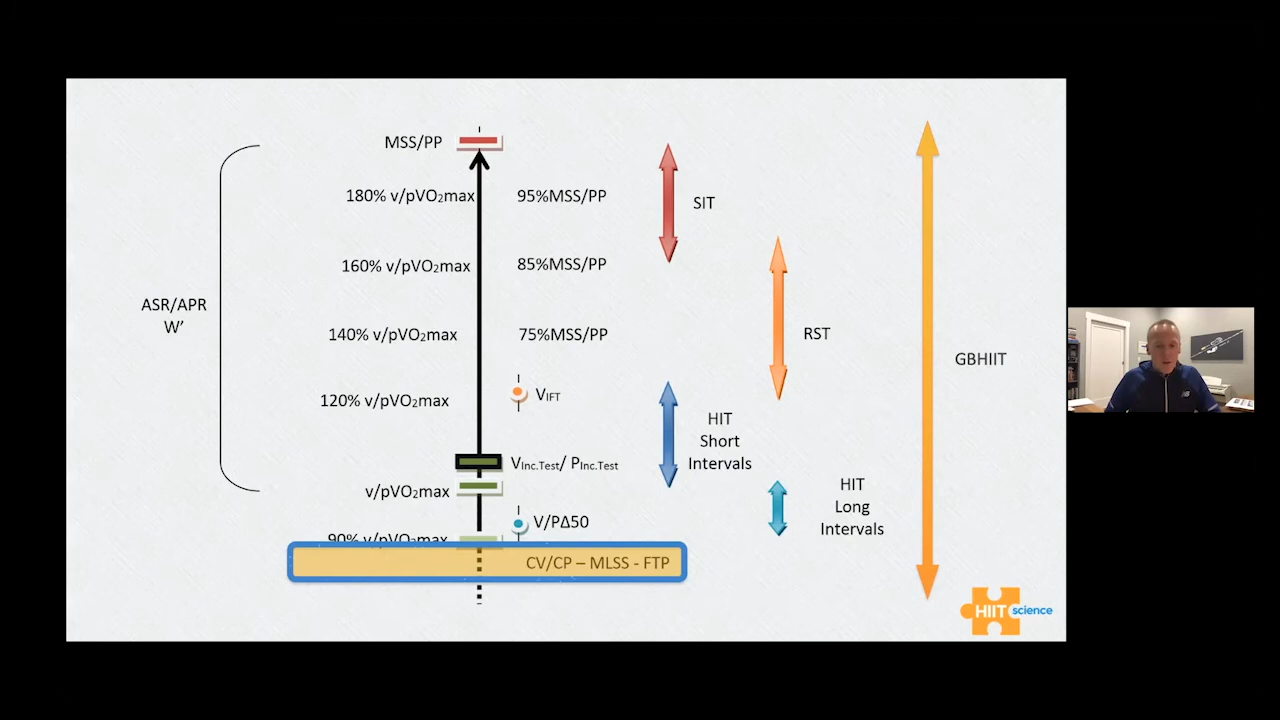 MSS/PP
180% v/pVO₂max
95%MSS/PP
SIT
160% v/pVO₂max
85%MSS/PP
ASR/APR
W’
140% v/pVO₂max
75%MSS/PP
RST
GBHIIT
120% v/pVO₂max
VIFT
HIT
Short
Intervals
VInc.Test/ PInc.Test
v/pVO₂max
HIT
Long
Intervals
V/PΔ50
90% v/pVO₂max
CV/CP – MLSS - FTP
HIIT science